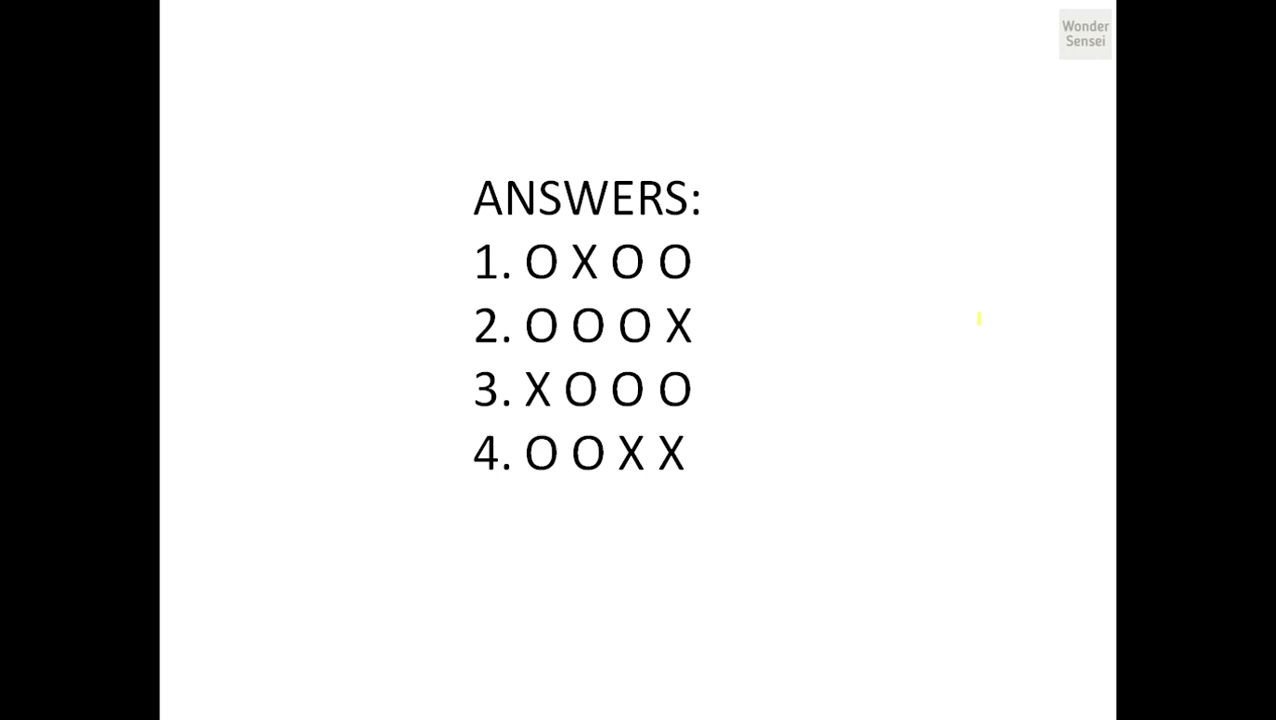 Wonder
Sensei
ANSWERS:
1. O X O O
2. O O O X
3. X O O O
4. O O X X